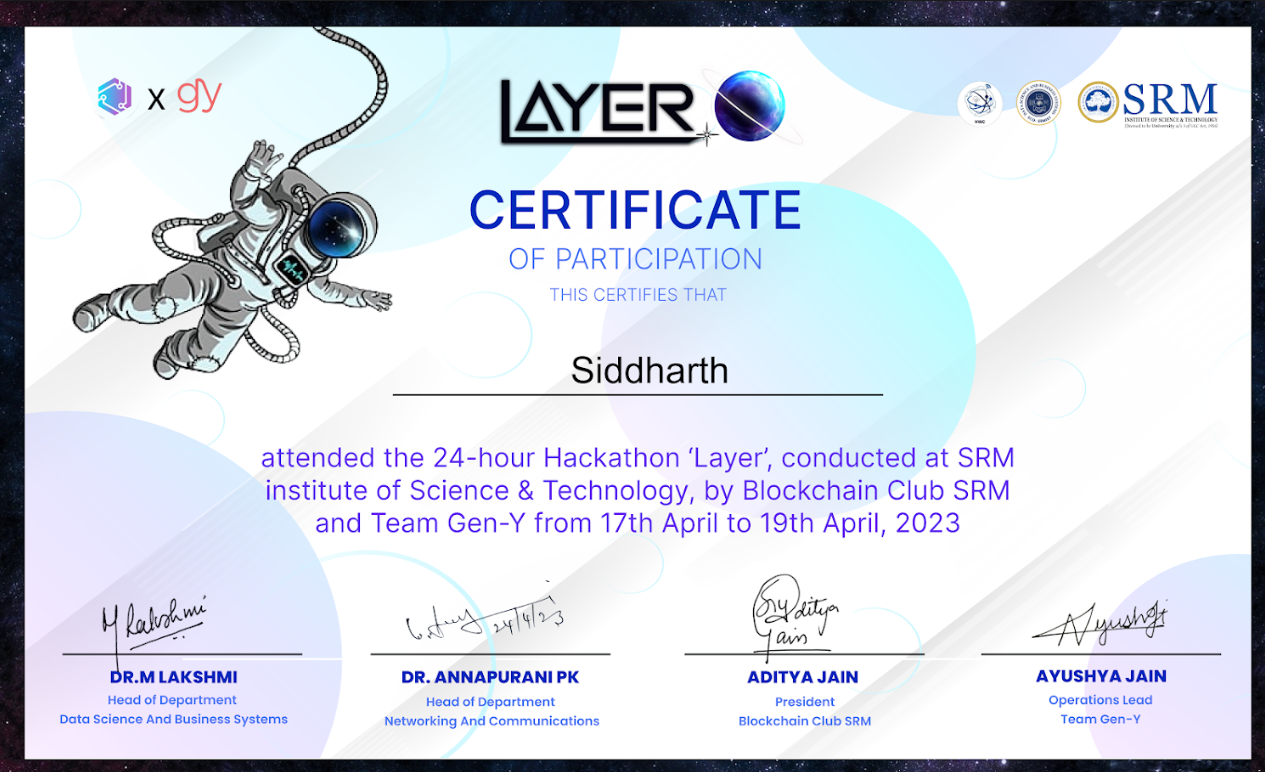 x gy
LAYER
SRM
INSTITUTE OF SCIENCE & TECHNOLOGY
CERTIFICATE
OF PARTICIPATION
THIS CERTIFIES THAT
Siddharth
attended the 24-hour Hackathon ‘Layer’, conducted at SRM
institute of Science & Technology, by Blockchain Club SRM
and Team Gen-Y from 17th April to 19th April, 2023
M Lakshmi
24/4/23
Aditya
Jain
DR.M LAKSHMI
Head of Department
Data Science And Business Systems
DR. ANNAPURANI PK
Head of Department
Networking And Communications
ADITYA JAIN
President
Blockchain Club SRM
AYUSHYA JAIN
Operations Lead
Team Gen-Y